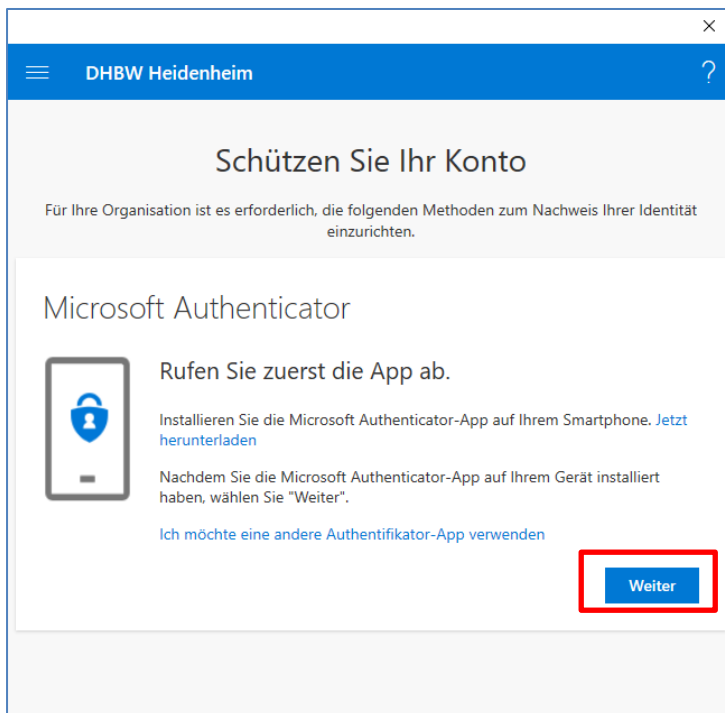 DHBW Heidenheim
?
Schützen Sie Ihr Konto
Für Ihre Organisation ist es erforderlich, die folgenden Methoden zum Nachweis Ihrer Identität
einzurichten.
Microsoft Authenticator
Rufen Sie zuerst die App ab.
Installieren Sie die Microsoft Authenticator-App auf Ihrem Smartphone. Jetzt
herunterladen
Nachdem Sie die Microsoft Authenticator-App auf Ihrem Gerät installiert
haben, wählen Sie "Weiter".
Ich möchte eine andere Authentifikator-App verwenden
Weiter